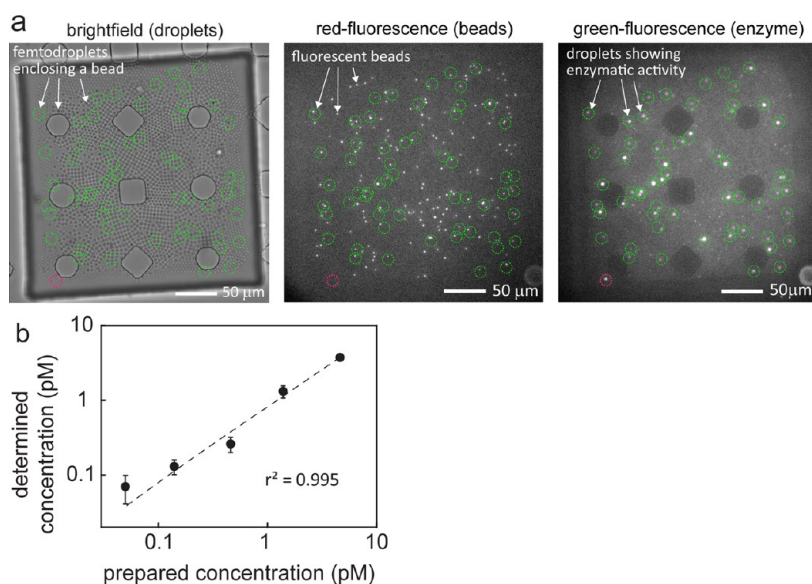 a
brightfield (droplets)
red-fluorescence (beads)
green-fluorescence (enzyme)
femtodroplets
enclosing a bead
fluorescent beads
droplets showing
enzymatic activity
50 μm
50 μm
50μm
b
10
1
0.1
determined
concentration (pM)
r² = 0.995
0.1
1
10
prepared concentration (pM)